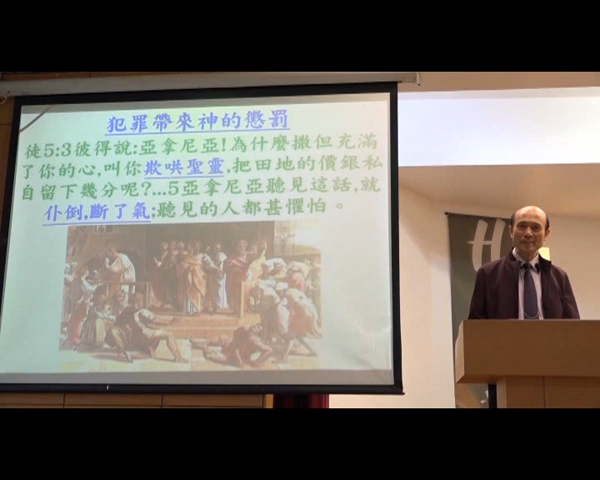 犯罪帶來神的懲罰
徒5:3彼得說:亞拿尼亞!為什麼撒但充滿
了你的心,叫你欺哄聖靈,把田地的價銀私
自留下幾分呢?...5亞拿尼亞聽見這話,就
仆倒,斷了氣;聽見的人都甚懼怕。